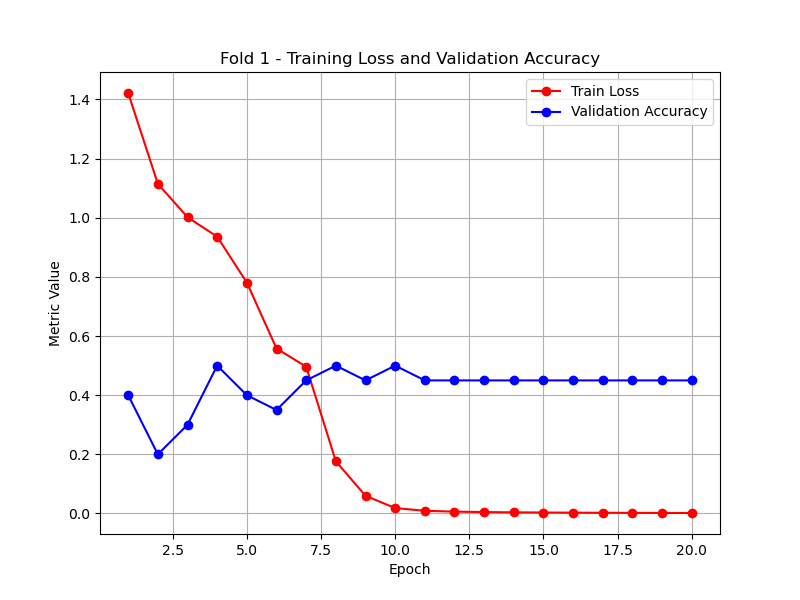 Fold 1 - Training Loss and Validation Accuracy
Train Loss
Validation Accuracy
Metric Value
1.4
1.2
1.0
0.8
0.6
0.4
0.2
0.0
2.5 5.0 7.5 10.0 12.5 15.0 17.5 20.0
Epoch